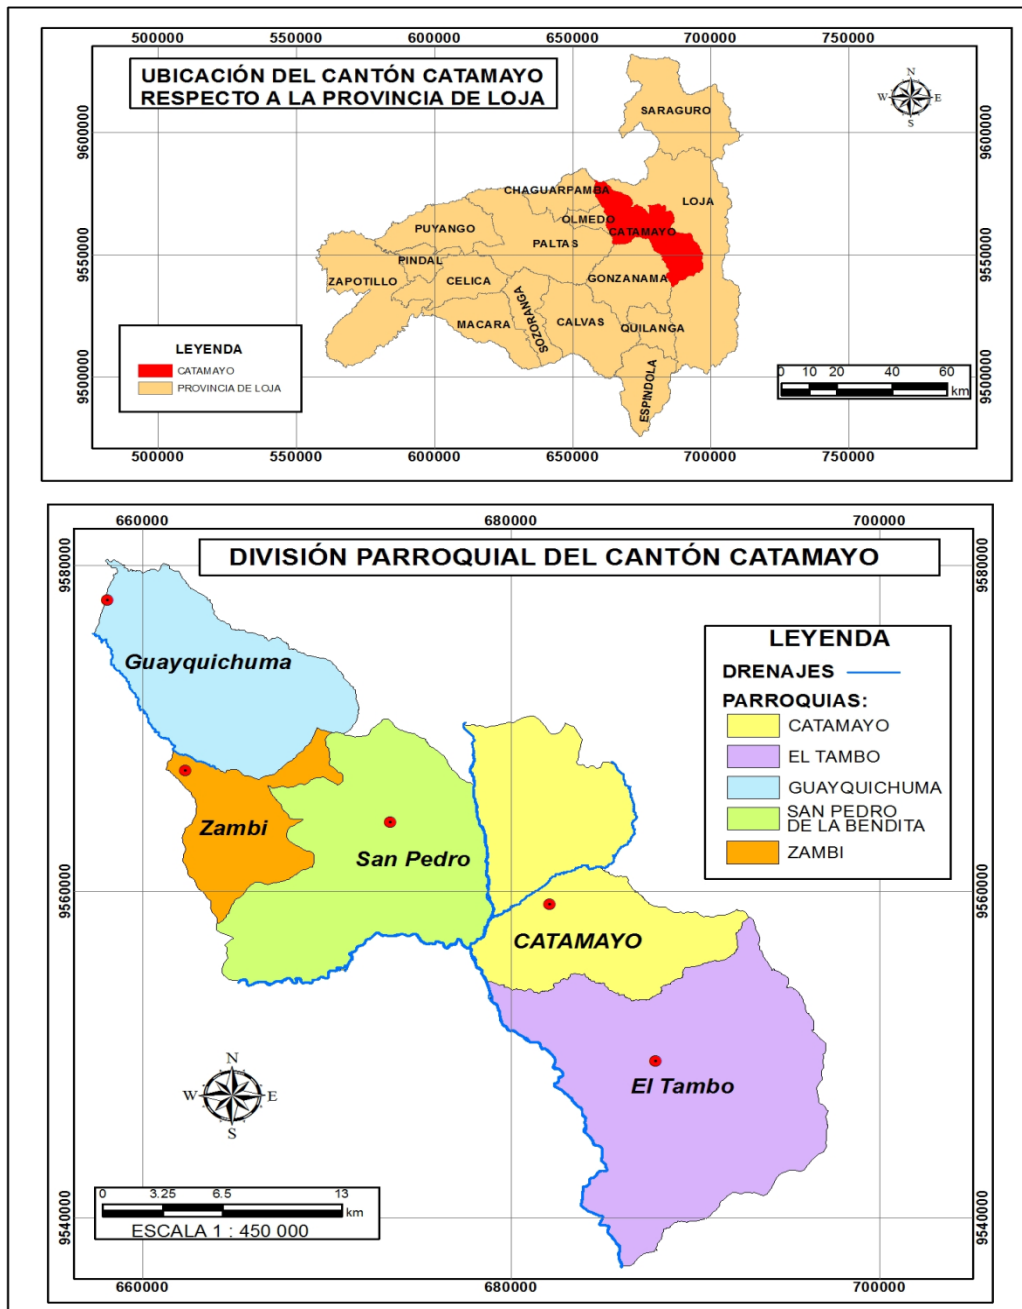 500000 550000 600000 650000 700000 750000
UBICACIÓN DEL CANTÓN CATAMAYO
RESPECTO A LA PROVINCIA DE LOJA
N
W E
S
9600000 9600000
SARAGURO
CHAGUARPAMBA
LOJA
OLMEDO
PUYANGO
CATAMAYO
PALTAS
9550000 9550000
PINDAL
ZAPOTILLO
CELICA
GONZANAMA
SOZORANGA
MACARA
CALVAS
QUILANGA
LEYENDA
CATAMAYO
PROVINCIA DE LOJA
ESPINDOLA
9500000 9500000
0 10 20 40 60
km
500000 550000 600000 650000 700000 750000
660000 680000 700000
DIVISIÓN PARROQUIAL DEL CANTÓN CATAMAYO
9580000 9580000
Guayquichuma
LEYENDA
DRENAJES
PARROQUIAS:
CATAMAYO
EL TAMBO
GUAYQUICHUMA
SAN PEDRO
DE LA BENDITA
ZAMBI
Zambi
San Pedro
9560000 9560000
CATAMAYO
El Tambo
N
W E
S
0 3.25 6.5 13
km
ESCALA 1 : 450 000
9540000 9540000
660000 680000 700000